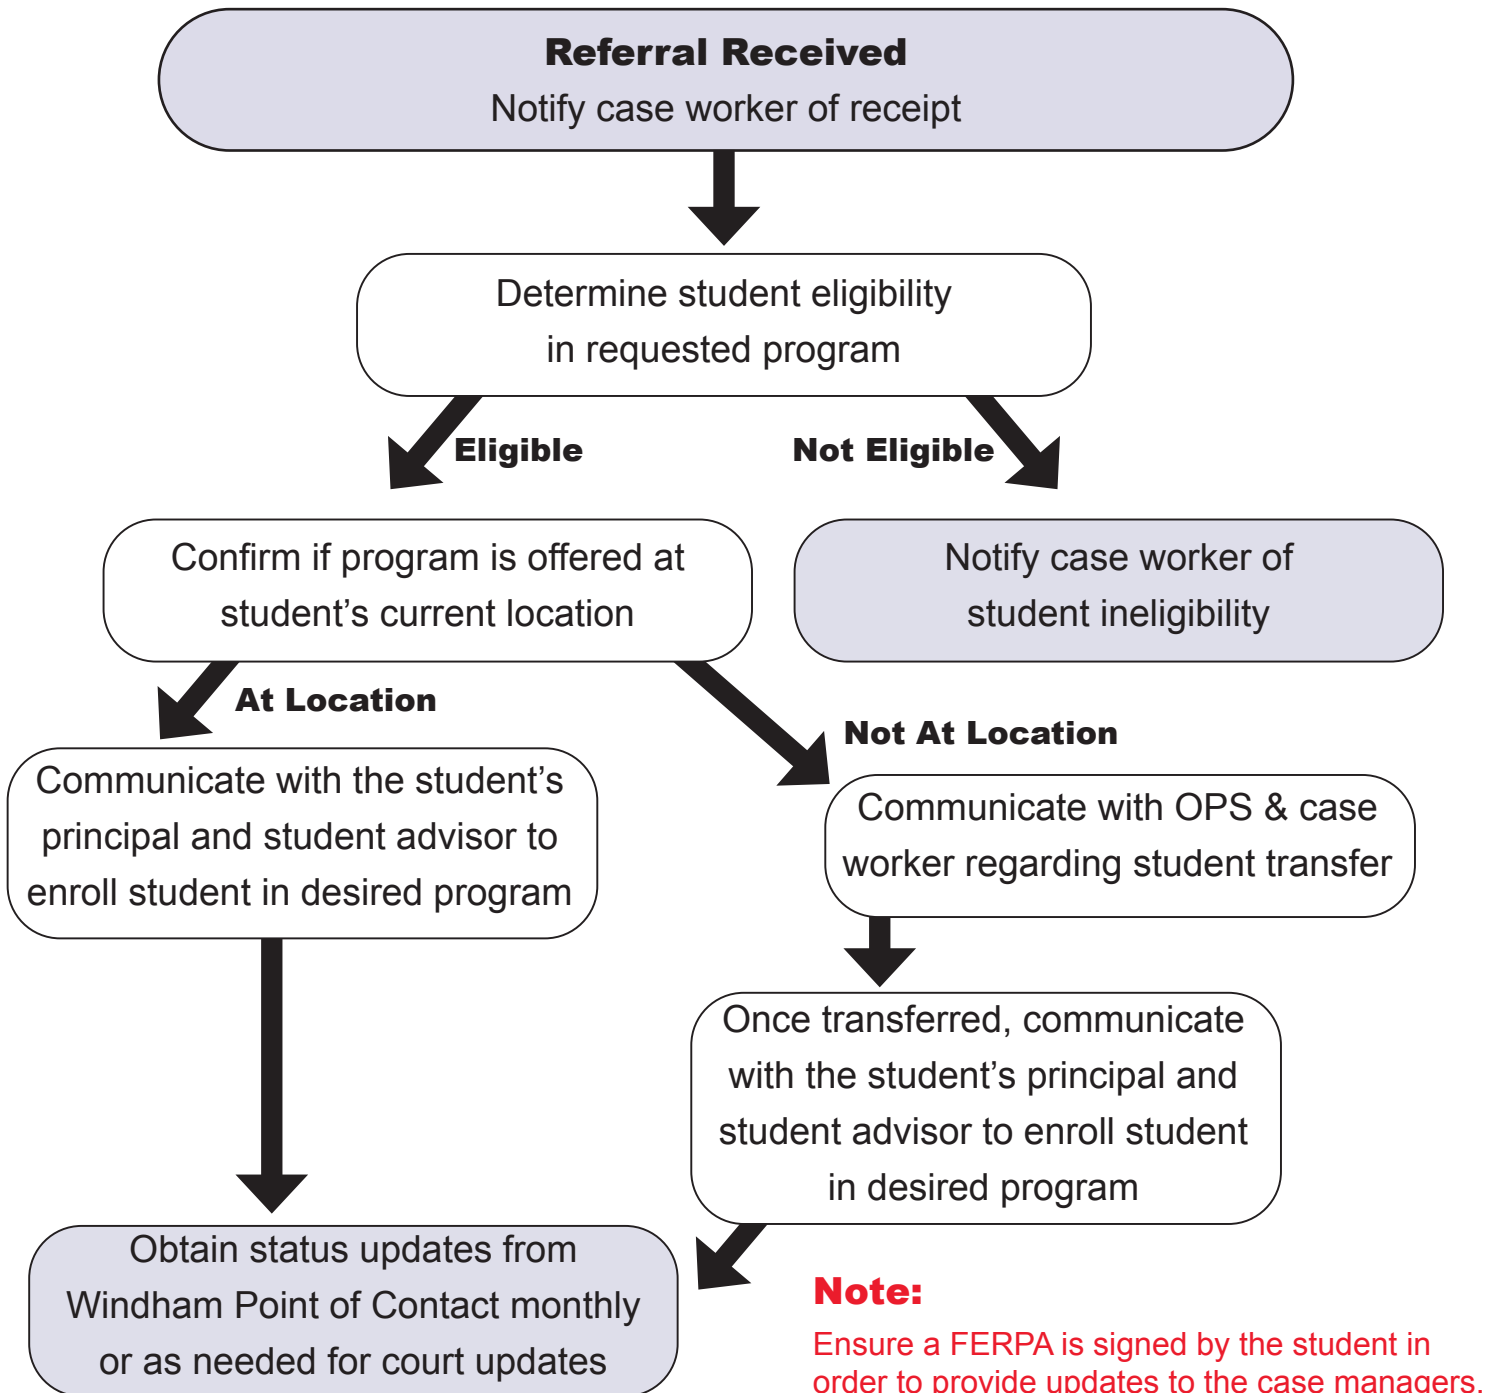 Referral Received
Notify case worker of receipt
Determine student eligibility
in requested program
Eligible
Not Eligible
Confirm if program is offered at
student’s current location
Notify case worker of
student ineligibility
At Location
Not At Location
Communicate with the student’s
principal and student advisor to
enroll student in desired program
Communicate with OPS & case
worker regarding student transfer
Once transferred, communicate
with the student’s principal and
student advisor to enroll student
in desired program
Obtain status updates from
Windham Point of Contact monthly
or as needed for court updates
Note:
Ensure a FERPA is signed by the student in
order to provide updates to the case managers.